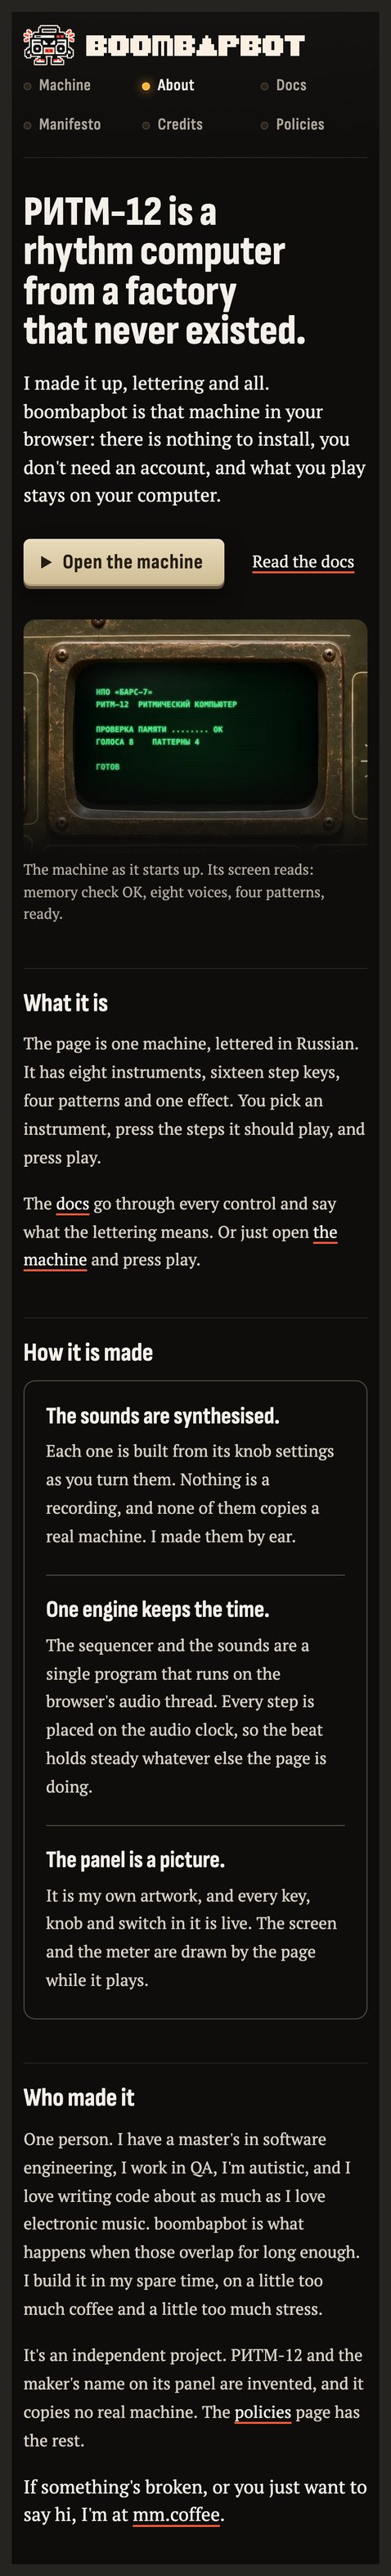 BOOMBAPBOT
Machine About Docs
Manifesto Credits Policies
РИТМ-12 is a
rhythm computer
from a factory
that never existed.
I made it up, lettering and all.
boombapbot is that machine in your
browser: there is nothing to install, you
don't need an account, and what you play
stays on your computer.
Open the machine Read the docs
НПО «БАРС-7»
РИТМ-12 РИТМИЧЕСКИЙ КОМПЬЮТЕР
ПРОВЕРКА ПАМЯТИ ........ ОК
ГОЛОСА 8 ПАТТЕРНЫ 4
ГОТОВ
The machine as it starts up. Its screen reads:
memory check OK, eight voices, four patterns,
ready.
What it is
The page is one machine, lettered in Russian.
It has eight instruments, sixteen step keys,
four patterns and one effect. You pick an
instrument, press the steps it should play, and
press play.
The docs go through every control and say
what the lettering means. Or just open the
machine and press play.
How it is made
The sounds are synthesised.
Each one is built from its knob settings
as you turn them. Nothing is a
recording, and none of them copies a
real machine. I made them by ear.
One engine keeps the time.
The sequencer and the sounds are a
single program that runs on the
browser's audio thread. Every step is
placed on the audio clock, so the beat
holds steady whatever else the page is
doing.
The panel is a picture.
It is my own artwork, and every key,
knob and switch in it is live. The screen
and the meter are drawn by the page
while it plays.
Who made it
One person. I have a master's in software
engineering, I work in QA, I'm autistic, and I
love writing code about as much as I love
electronic music. boombapbot is what
happens when those overlap for long enough.
I build it in my spare time, on a little too
much coffee and a little too much stress.
It's an independent project. РИТМ-12 and the
maker's name on its panel are invented, and it
copies no real machine. The policies page has
the rest.
If something's broken, or you just want to
say hi, I'm at mm.coffee.